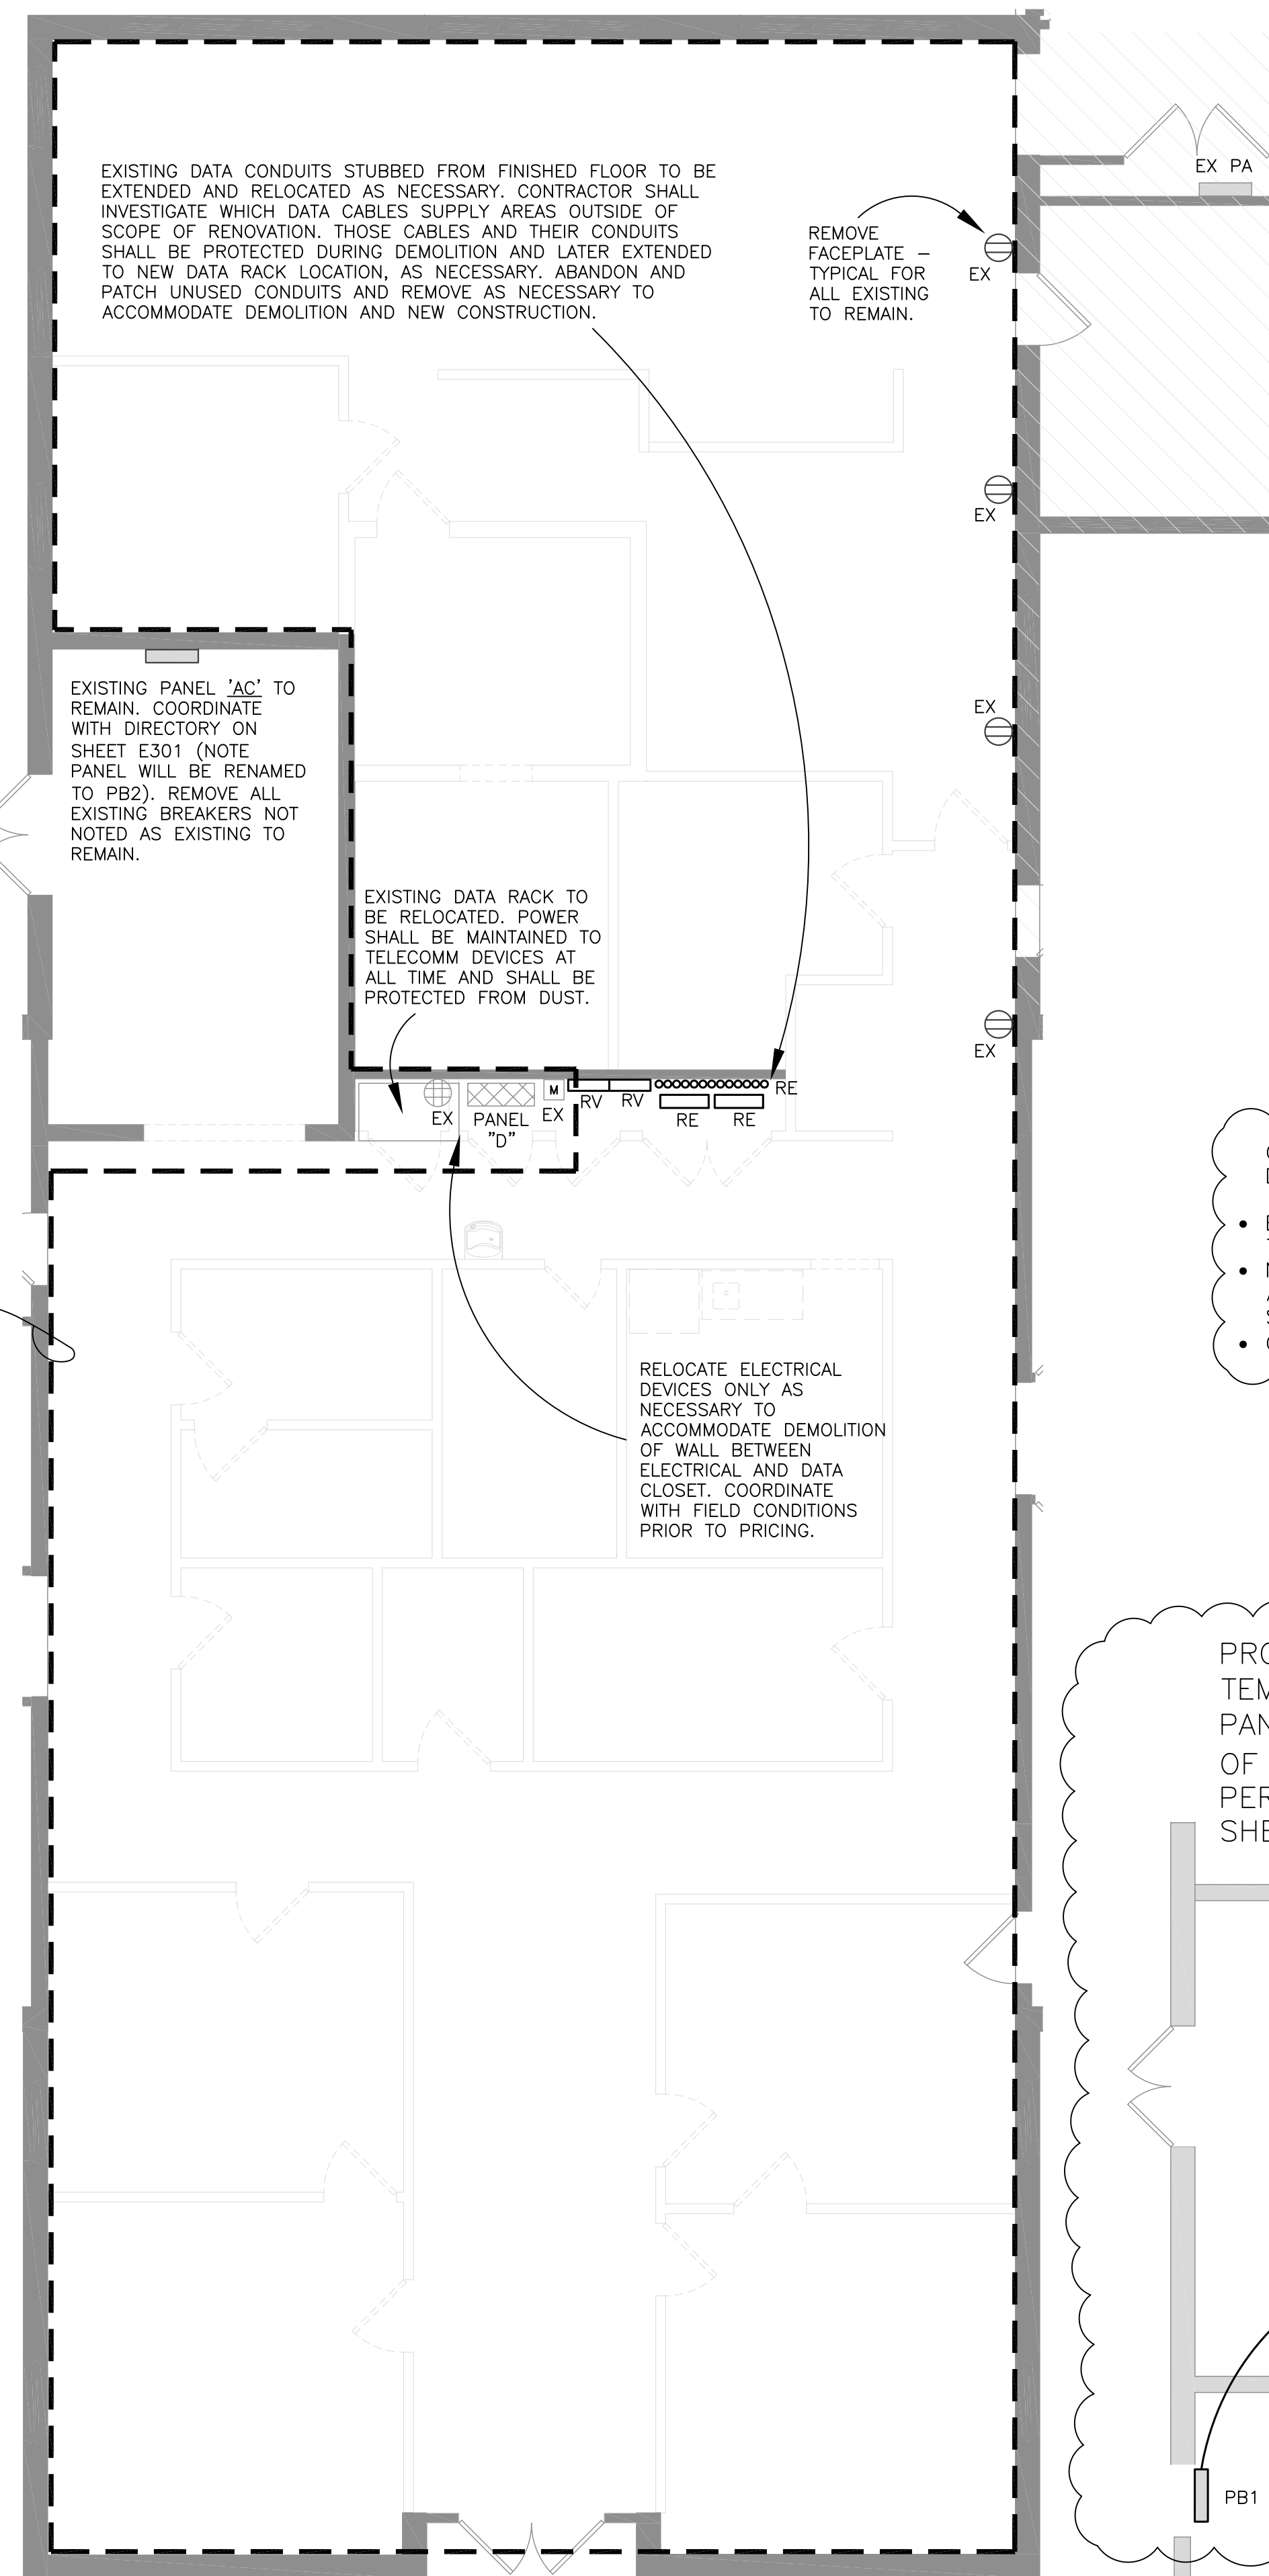 EXISTING DATA CONDUITS STUBBED FROM FINISHED FLOOR TO BE
EXTENDED AND RELOCATED AS NECESSARY. CONTRACTOR SHALL
INVESTIGATE WHICH DATA CABLES SUPPLY AREAS OUTSIDE OF
SCOPE OF RENOVATION. THOSE CABLES AND THEIR CONDUITS
SHALL BE PROTECTED DURING DEMOLITION AND LATER EXTENDED
TO NEW DATA RACK LOCATION, AS NECESSARY. ABANDON AND
PATCH UNUSED CONDUITS AND REMOVE AS NECESSARY TO
ACCOMMODATE DEMOLITION AND NEW CONSTRUCTION.
REMOVE
FACEPLATE –
TYPICAL FOR
ALL EXISTING
TO REMAIN.
EX PA
EX
EX
EX
EX
EXISTING PANEL 'AC' TO
REMAIN. COORDINATE
WITH DIRECTORY ON
SHEET E301 (NOTE
PANEL WILL BE RENAMED
TO PB2). REMOVE ALL
EXISTING BREAKERS NOT
NOTED AS EXISTING TO
REMAIN.
EXISTING DATA RACK TO
BE RELOCATED. POWER
SHALL BE MAINTAINED TO
TELECOMM DEVICES AT
ALL TIME AND SHALL BE
PROTECTED FROM DUST.
EX
PANEL
"D"
M
EX
RV
RV
RE
RE
RE
RELOCATE ELECTRICAL
DEVICES ONLY AS
NECESSARY TO
ACCOMMODATE DEMOLITION
OF WALL BETWEEN
ELECTRICAL AND DATA
CLOSET. COORDINATE
WITH FIELD CONDITIONS
PRIOR TO PRICING.
OF
PB1